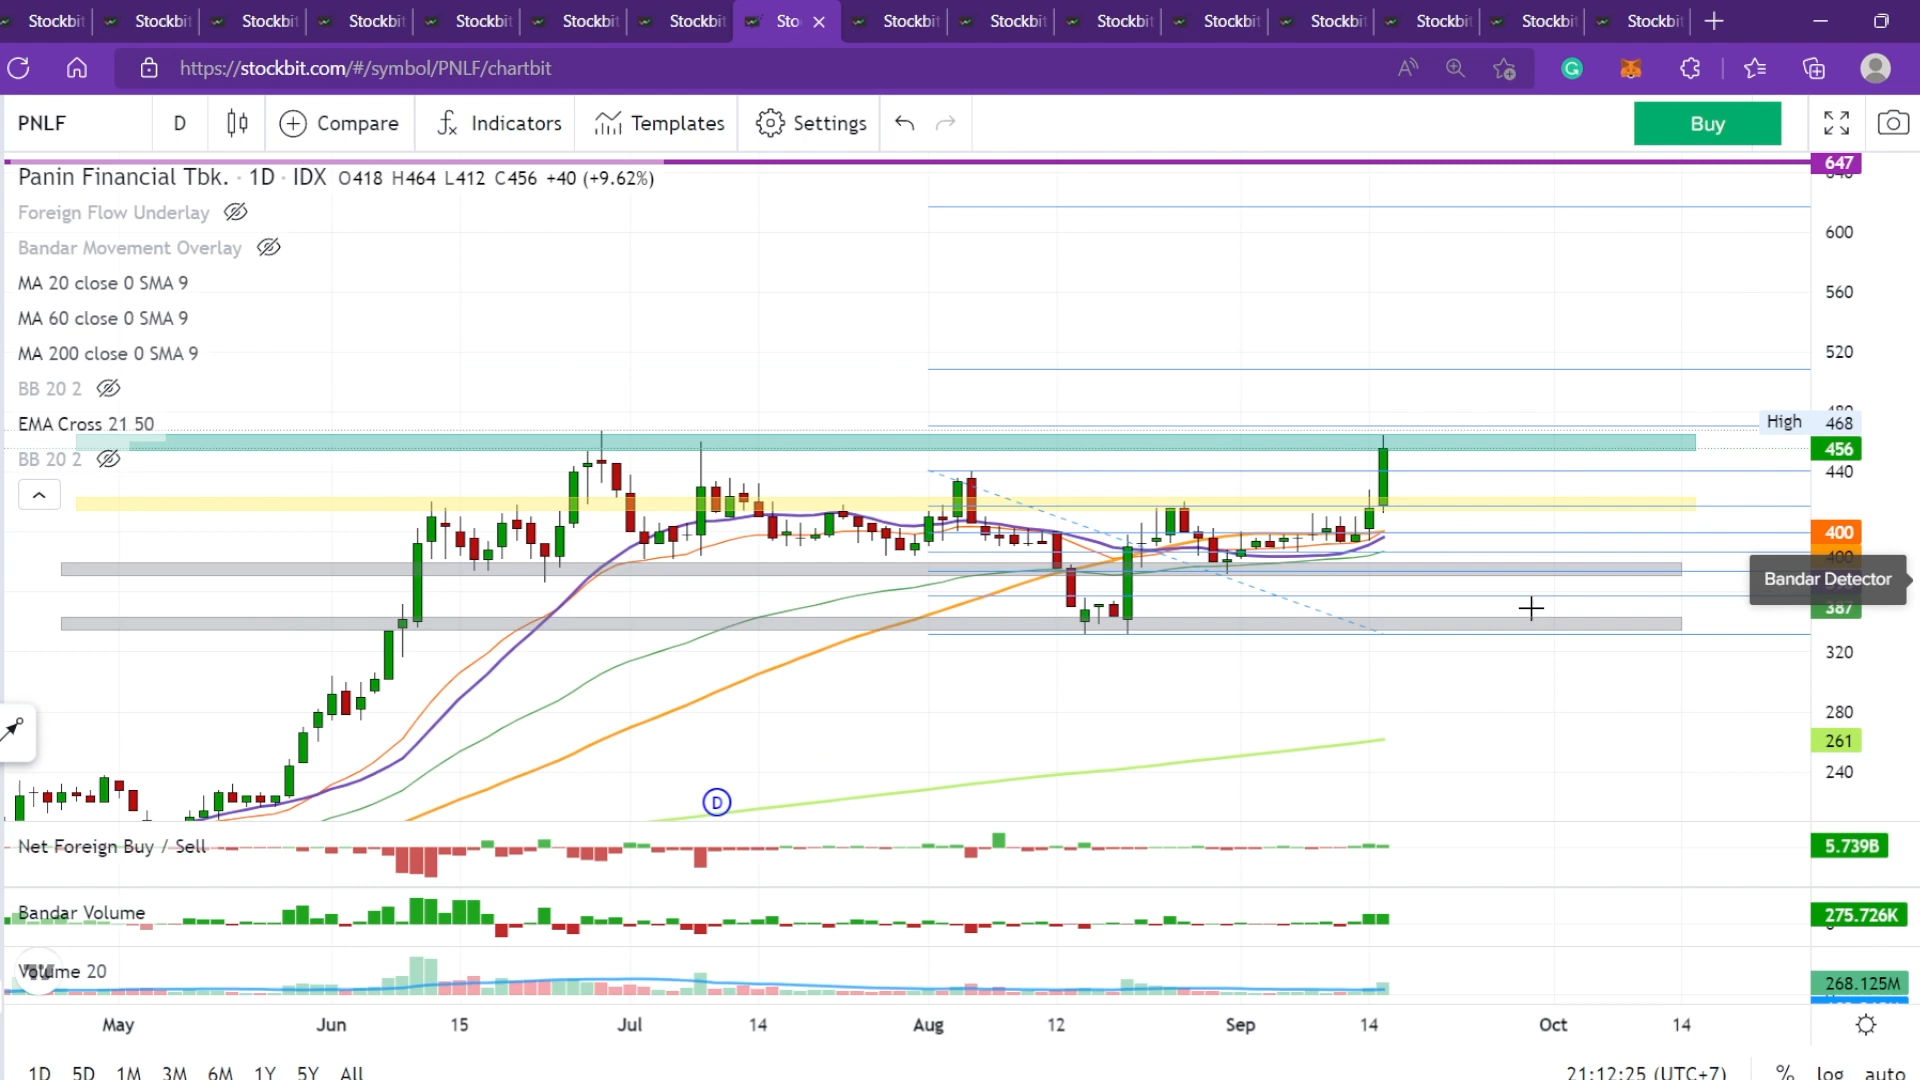 Stockbit Stockbit Stockbit Stockbit Stockbit Stockbit Stockbit Sto Stockbit Stockbit Stockbit Stockbit Stockbit Stockbit Stockbit Stockbit
https://stockbit.com/#/symbol/PNLF/chartbit
PNLF D Compare Indicators Templates Settings Buy
647
Panin Financial Tbk. · 1D · IDX O418 H464 L412 C456 +40 (+9.62%)
Foreign Flow Underlay
600
Bandar Movement Overlay
MA 20 close 0 SMA 9
560
MA 60 close 0 SMA 9
MA 200 close 0 SMA 9
520
BB 20 2
EMA Cross 21 50
High 468
456
BB 20 2
440
400
400
Bandar Detector
387
320
280
261
240
D
Net Foreign Buy / Sell
5.739B
Bandar Volume
275.726K
Volume 20
268.125M
May Jun 15 Jul 14 Aug 12 Sep 14 Oct 14
1D 5D 1M 3M 6M 1Y 5Y All
21:12:25 (UTC+7) % log auto